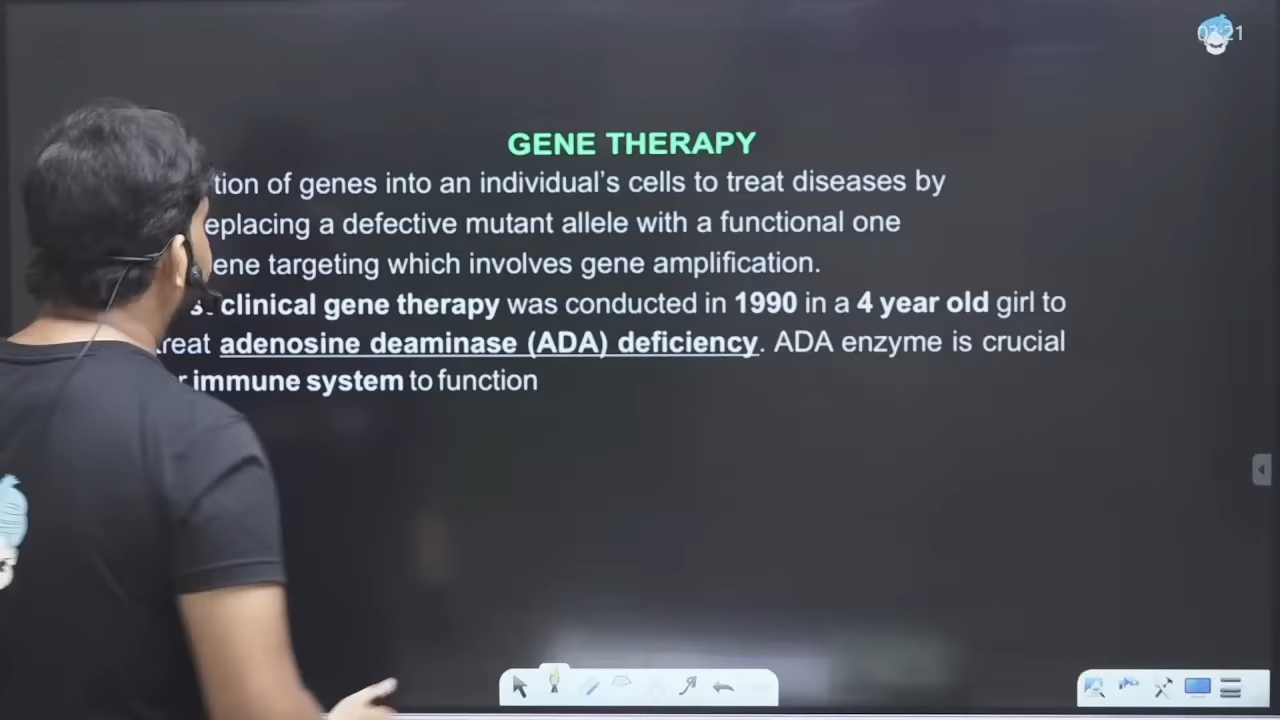 GENE THERAPY
tion of genes into an individual's cells to treat diseases by
eplacing a defective mutant allele with a functional one
ene targeting which involves gene amplification.
clinical gene therapy was conducted in 1990 in a 4 year old girl to
treat adenosine deaminase (ADA) deficiency. ADA enzyme is crucial
immune system to function